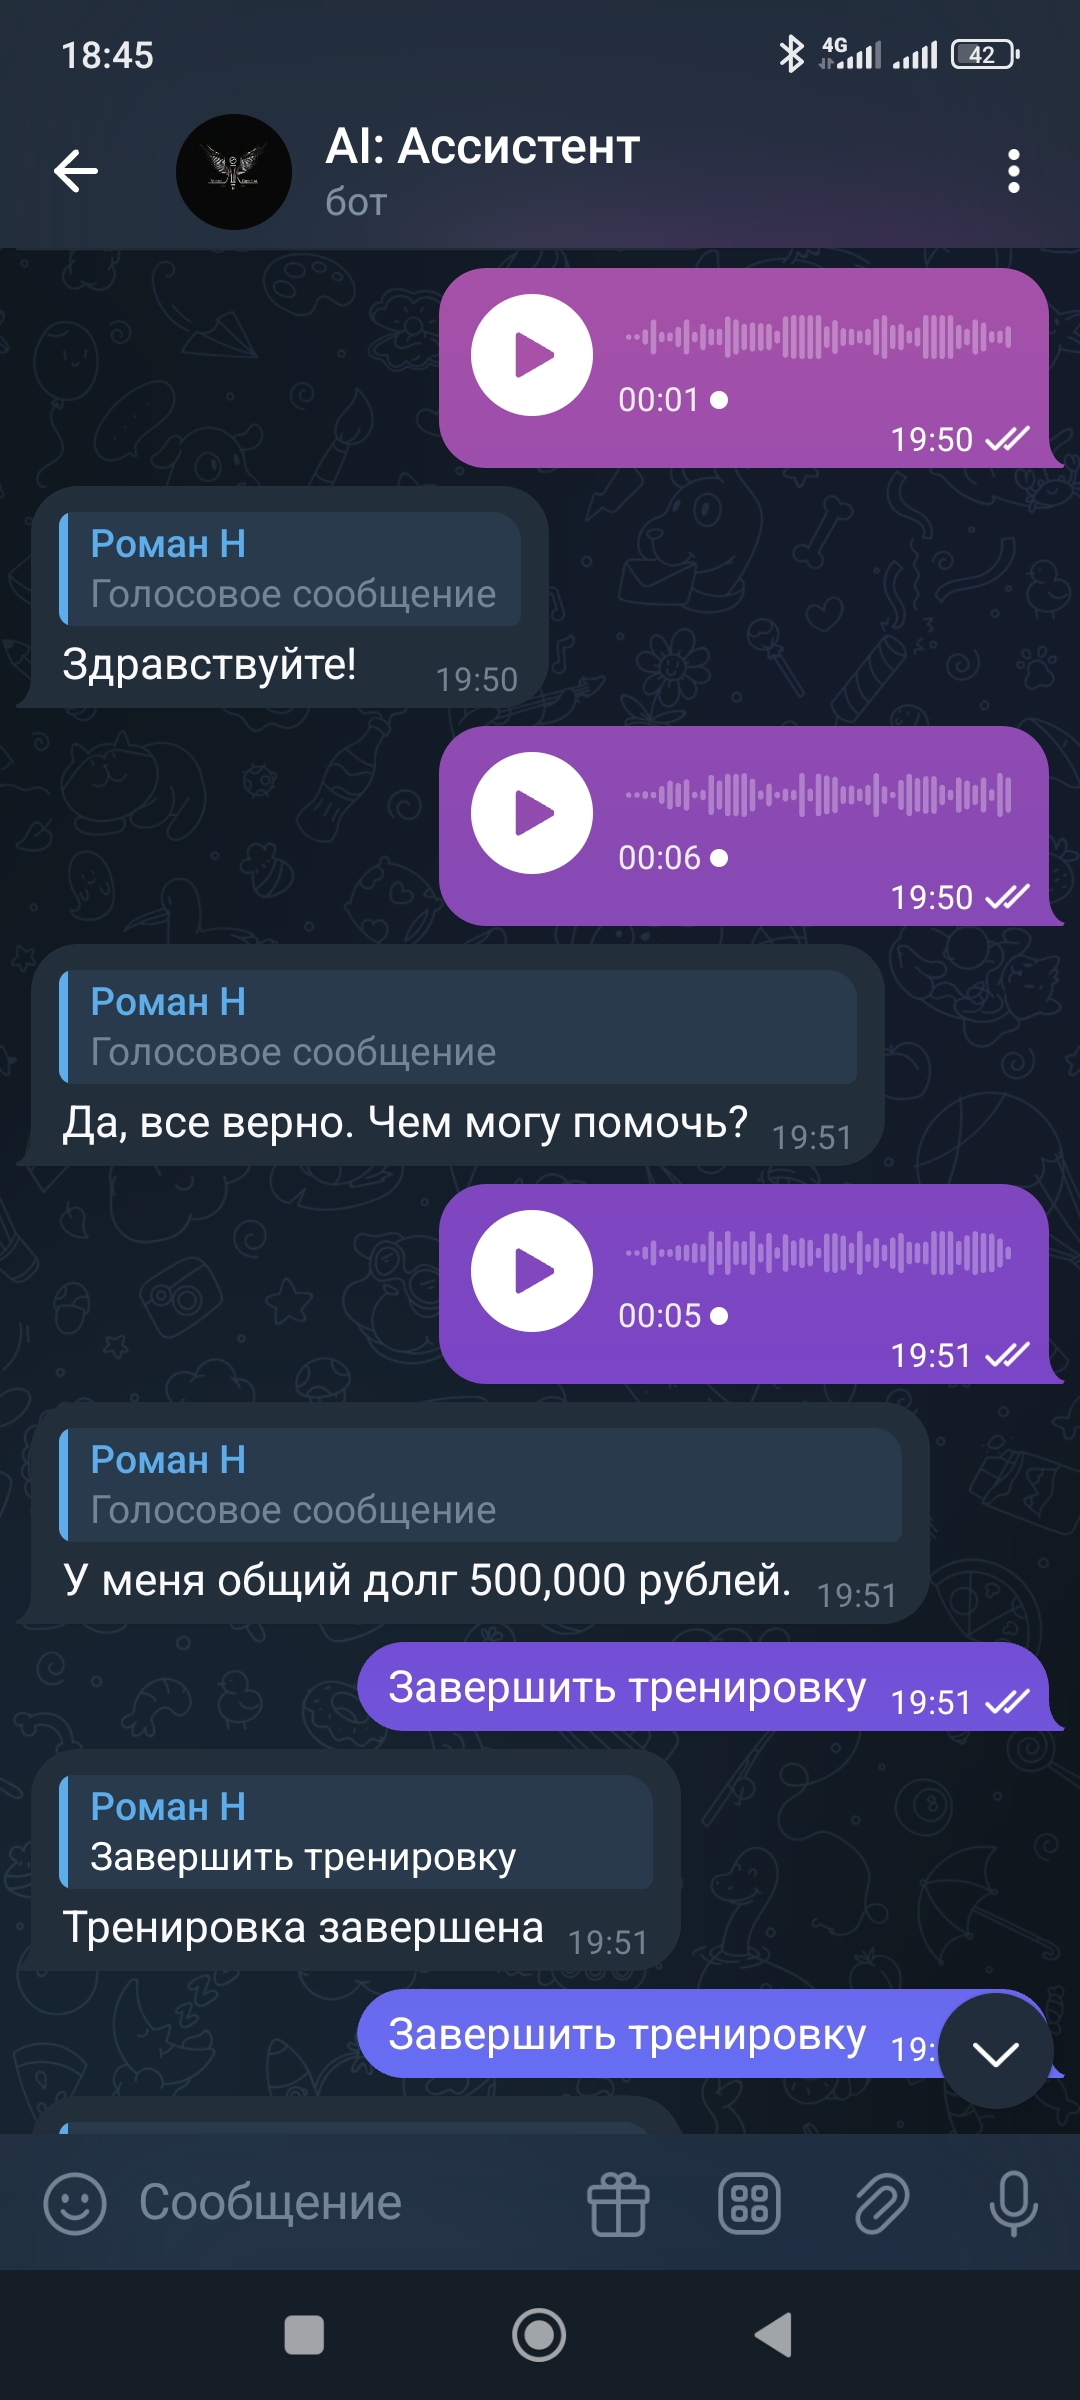 18:45
4G
42
AI: Ассистент
бот
00:01
19:50
Роман Н
Голосовое сообщение
Здравствуйте!
19:50
00:06
19:50
Роман Н
Голосовое сообщение
Да, все верно. Чем могу помочь?
19:51
00:05
19:51
Роман Н
Голосовое сообщение
У меня общий долг 500,000 рублей.
19:51
Завершить тренировку
19:51
Роман Н
Завершить тренировку
Тренировка завершена
19:51
Завершить тренировку
19:
Сообщение